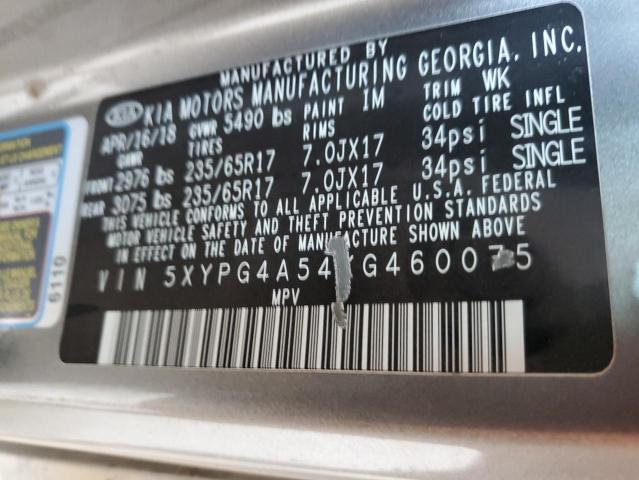 MANUFACTURED BY
KIA KIA MOTORS MANUFACTURING GEORGIA, INC.
APR/16/18 GVWR 5490 lbs PAINT IM TRIM WK
GAWR TIRES RIMS COLD TIRE INFL
FRONT 2976 lbs 235/65R17 7.0JX17 34psi SINGLE
REAR 3075 lbs 235/65R17 7.0JX17 34psi SINGLE
THIS VEHICLE CONFORMS TO ALL APPLICABLE U.S.A. FEDERAL
MOTOR VEHICLE SAFETY AND THEFT PREVENTION STANDARDS
IN EFFECT ON THE DATE OF MANUFACTURE SHOWN ABOVE
VIN
MPV
6110